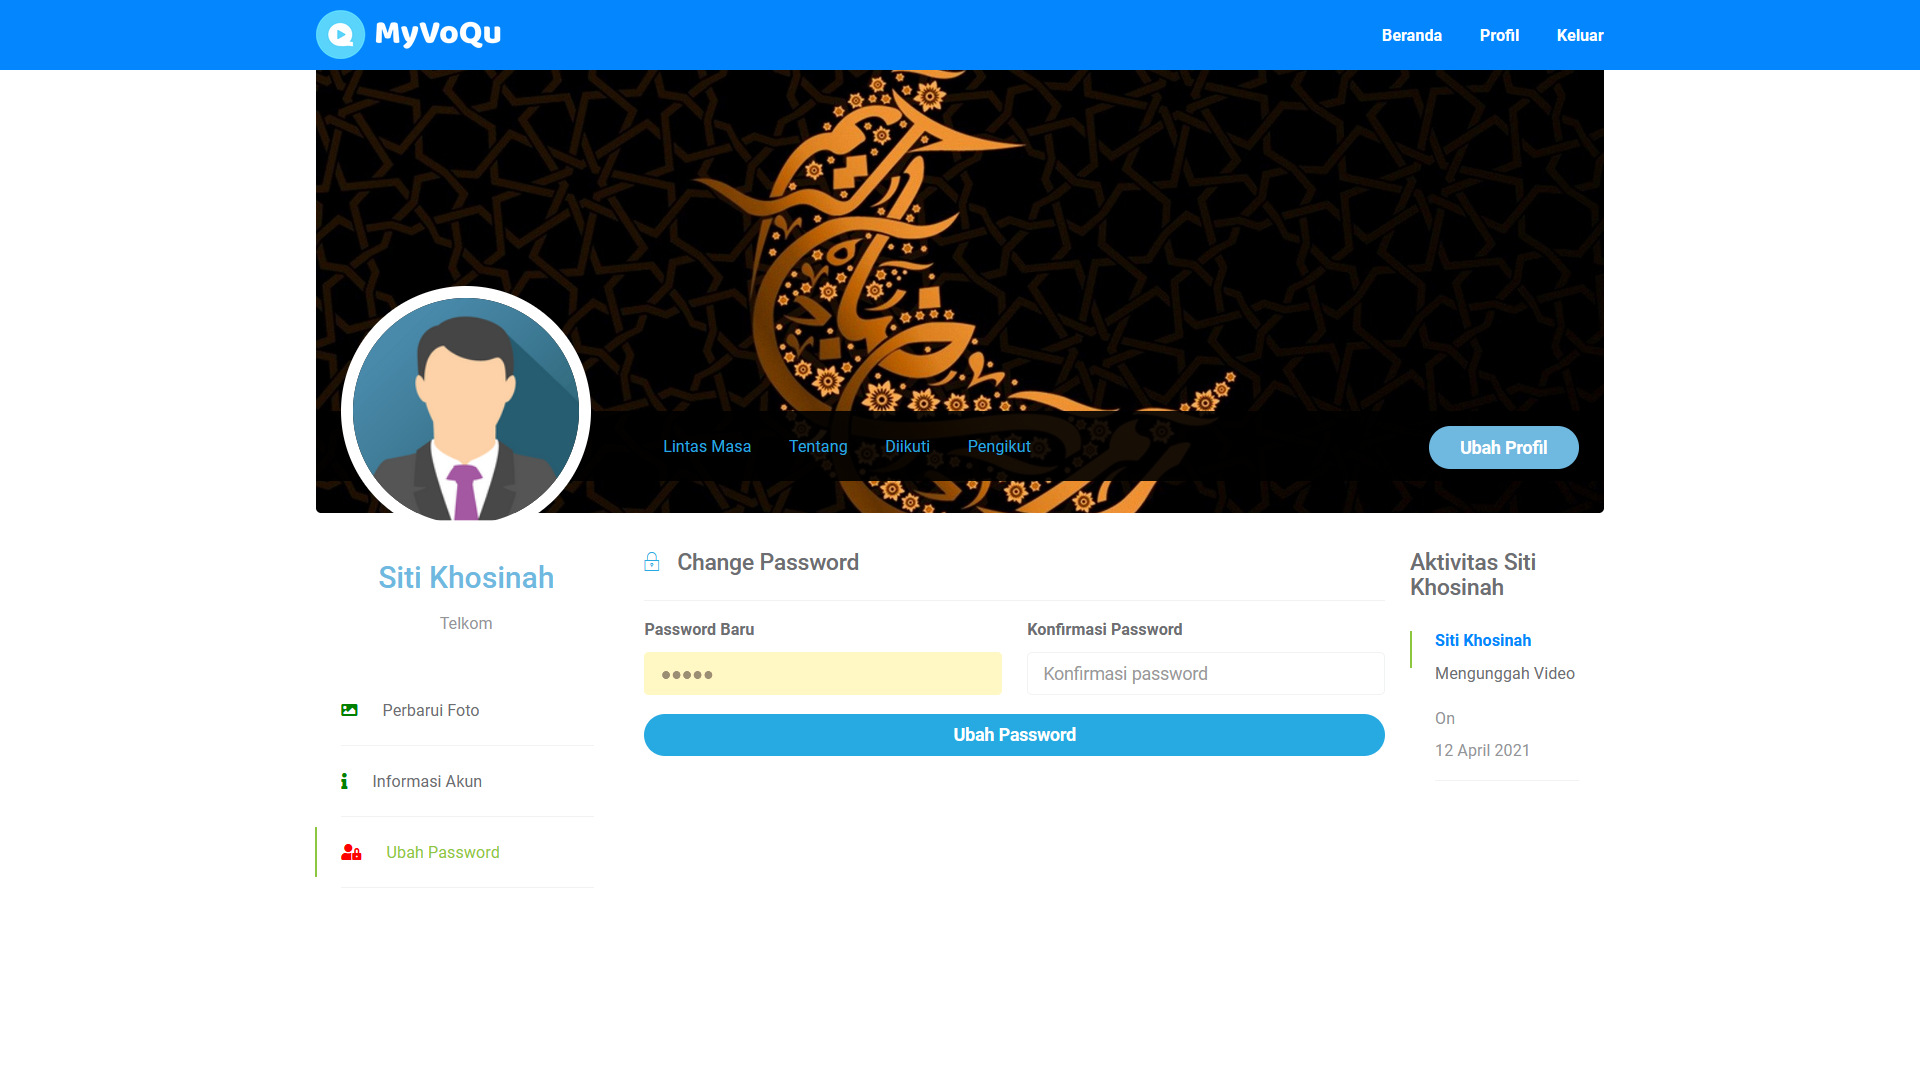 MyVoQu
Beranda
Profil
Keluar
Lintas Masa
Tentang
Diikuti
Pengikut
Ubah Profil
Siti Khosinah
Telkom
Perbarui Foto
Informasi Akun
Ubah Password
Change Password
Password Baru
Konfirmasi Password
•••••
Konfirmasi password
Ubah Password
Aktivitas Siti
Khosinah
Siti Khosinah
Mengunggah Video
On
12 April 2021